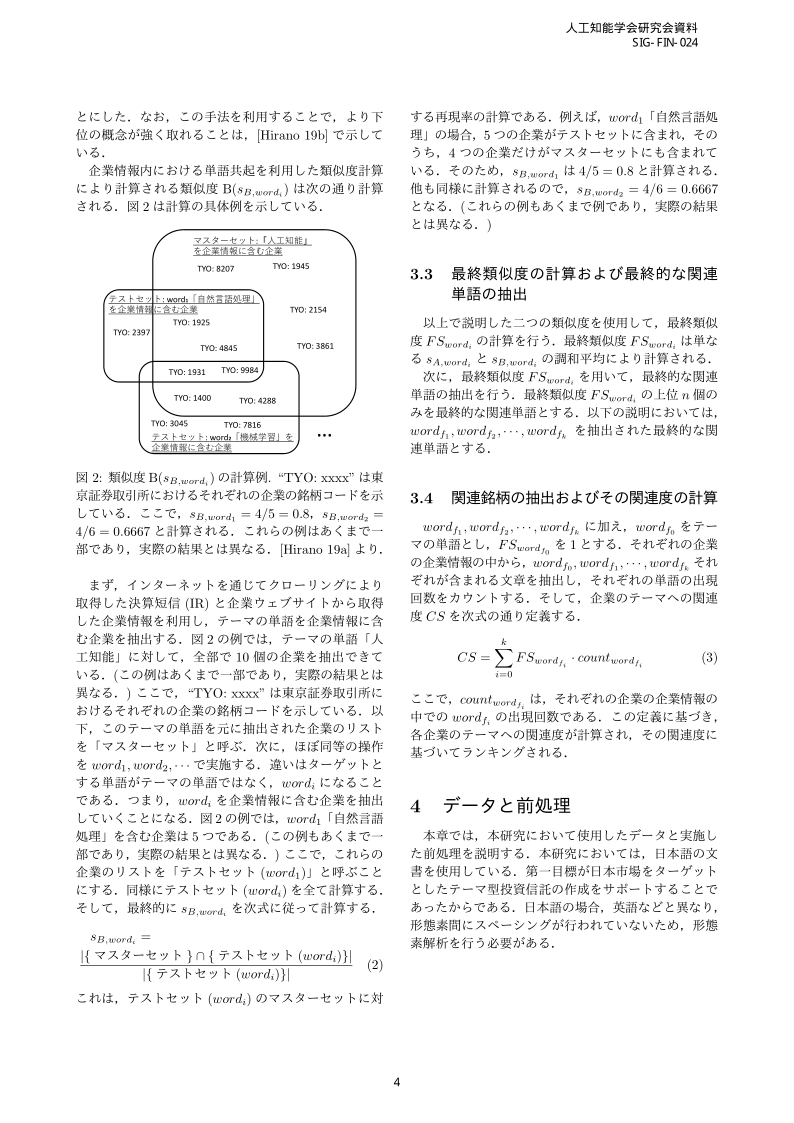 人工知能学会研究会資料
SIG-FIN-024
とにした．なお，この手法を利用することで，より下
位の概念が強く取れることは，[Hirano 19b] で示して
いる．
企業情報内における単語共起を利用した類似度計算
により計算される類似度 B(s_{B,word_i}) は次の通り計算
される．図 2 は計算の具体例を示している．
マスターセット:「人工知能」
を企業情報に含む企業
TYO: 8207
TYO: 1945
テストセット: word₁「自然言語処理」
を企業情報に含む企業
TYO: 2154
TYO: 1925
TYO: 2397
TYO: 4845
TYO: 3861
TYO: 1931
TYO: 9984
TYO: 1400
TYO: 4288
TYO: 3045
TYO: 7816
テストセット: word₂「機械学習」を
企業情報に含む企業
…
図 2: 類似度 B(s_{B,word_i}) の計算例. “TYO: xxxx” は東
京証券取引所におけるそれぞれの企業の銘柄コードを示
している．ここで，s_{B,word_1} = 4/5 = 0.8，s_{B,word_2} =
4/6 = 0.6667 と計算される．これらの例はあくまで一
部であり，実際の結果とは異なる．[Hirano 19a] より．
まず，インターネットを通じてクローリングにより
取得した決算短信 (IR) と企業ウェブサイトから取得
した企業情報を利用し，テーマの単語を企業情報に含
む企業を抽出する．図 2 の例では，テーマの単語「人
工知能」に対して，全部で 10 個の企業を抽出できて
いる．(この例はあくまで一部であり，実際の結果とは
異なる．) ここで，“TYO: xxxx” は東京証券取引所に
おけるそれぞれの企業の銘柄コードを示している．以
下，このテーマの単語を元に抽出された企業のリスト
を「マスターセット」と呼ぶ．次に，ほぼ同等の操作
を word_1, word_2, ··· で実施する．違いはターゲットと
する単語がテーマの単語ではなく，word_i になること
である．つまり，word_i を企業情報に含む企業を抽出
していくことになる．図 2 の例では，word_1「自然言語
処理」を含む企業は 5 つである．(この例もあくまで一
部であり，実際の結果とは異なる．) ここで，これらの
企業のリストを「テストセット (word_1)」と呼ぶこと
にする．同様にテストセット (word_i) を全て計算する．
そして，最終的に s_{B,word_i} を次式に従って計算する．
s_{B,word_i} =
|{ マスターセット } ∩ { テストセット (word_i)}|
|{ テストセット (word_i)}|
(2)
これは，テストセット (word_i) のマスターセットに対
する再現率の計算である．例えば，word_1「自然言語処
理」の場合，5 つの企業がテストセットに含まれ，その
うち，4 つの企業だけがマスターセットにも含まれて
いる．そのため，s_{B,word_1} は 4/5 = 0.8 と計算される．
他も同様に計算されるので，s_{B,word_2} = 4/6 = 0.6667
となる．(これらの例もあくまで例であり，実際の結果
とは異なる．)
3.3 最終類似度の計算および最終的な関連
単語の抽出
以上で説明した二つの類似度を使用して，最終類似
度 FS_{word_i} の計算を行う．最終類似度 FS_{word_i} は単な
る s_{A,word_i} と s_{B,word_i} の調和平均により計算される．
次に，最終類似度 FS_{word_i} を用いて，最終的な関連
単語の抽出を行う．最終類似度 FS_{word_i} の上位 n 個の
みを最終的な関連単語とする．以下の説明においては，
word_{f_1}, word_{f_2}, ···, word_{f_k} を抽出された最終的な関
連単語とする．
3.4 関連銘柄の抽出およびその関連度の計算
word_{f_1}, word_{f_2}, ···, word_{f_k} に加え，word_{f_0} をテー
マの単語とし，FS_{word_{f_0}} を 1 とする．それぞれの企業
の企業情報の中から，word_{f_0}, word_{f_1}, ···, word_{f_k} それ
ぞれが含まれる文章を抽出し，それぞれの単語の出現
回数をカウントする．そして，企業のテーマへの関連
度 CS を次式の通り定義する．
CS = \sum_{i=0}^{k} FS_{word_{f_i}} · count_{word_{f_i}} (3)
ここで，count_{word_{f_i}} は，それぞれの企業の企業情報の
中での word_{f_i} の出現回数である．この定義に基づき，
各企業のテーマへの関連度が計算され，その関連度に
基づいてランキングされる．
4 データと前処理
本章では，本研究において使用したデータと実施し
た前処理を説明する．本研究においては，日本語の文
書を使用している．第一目標が日本市場をターゲット
としたテーマ型投資信託の作成をサポートすることで
あったからである．日本語の場合，英語などと異なり，
形態素間にスペーシングが行われていないため，形態
素解析を行う必要がある．
4